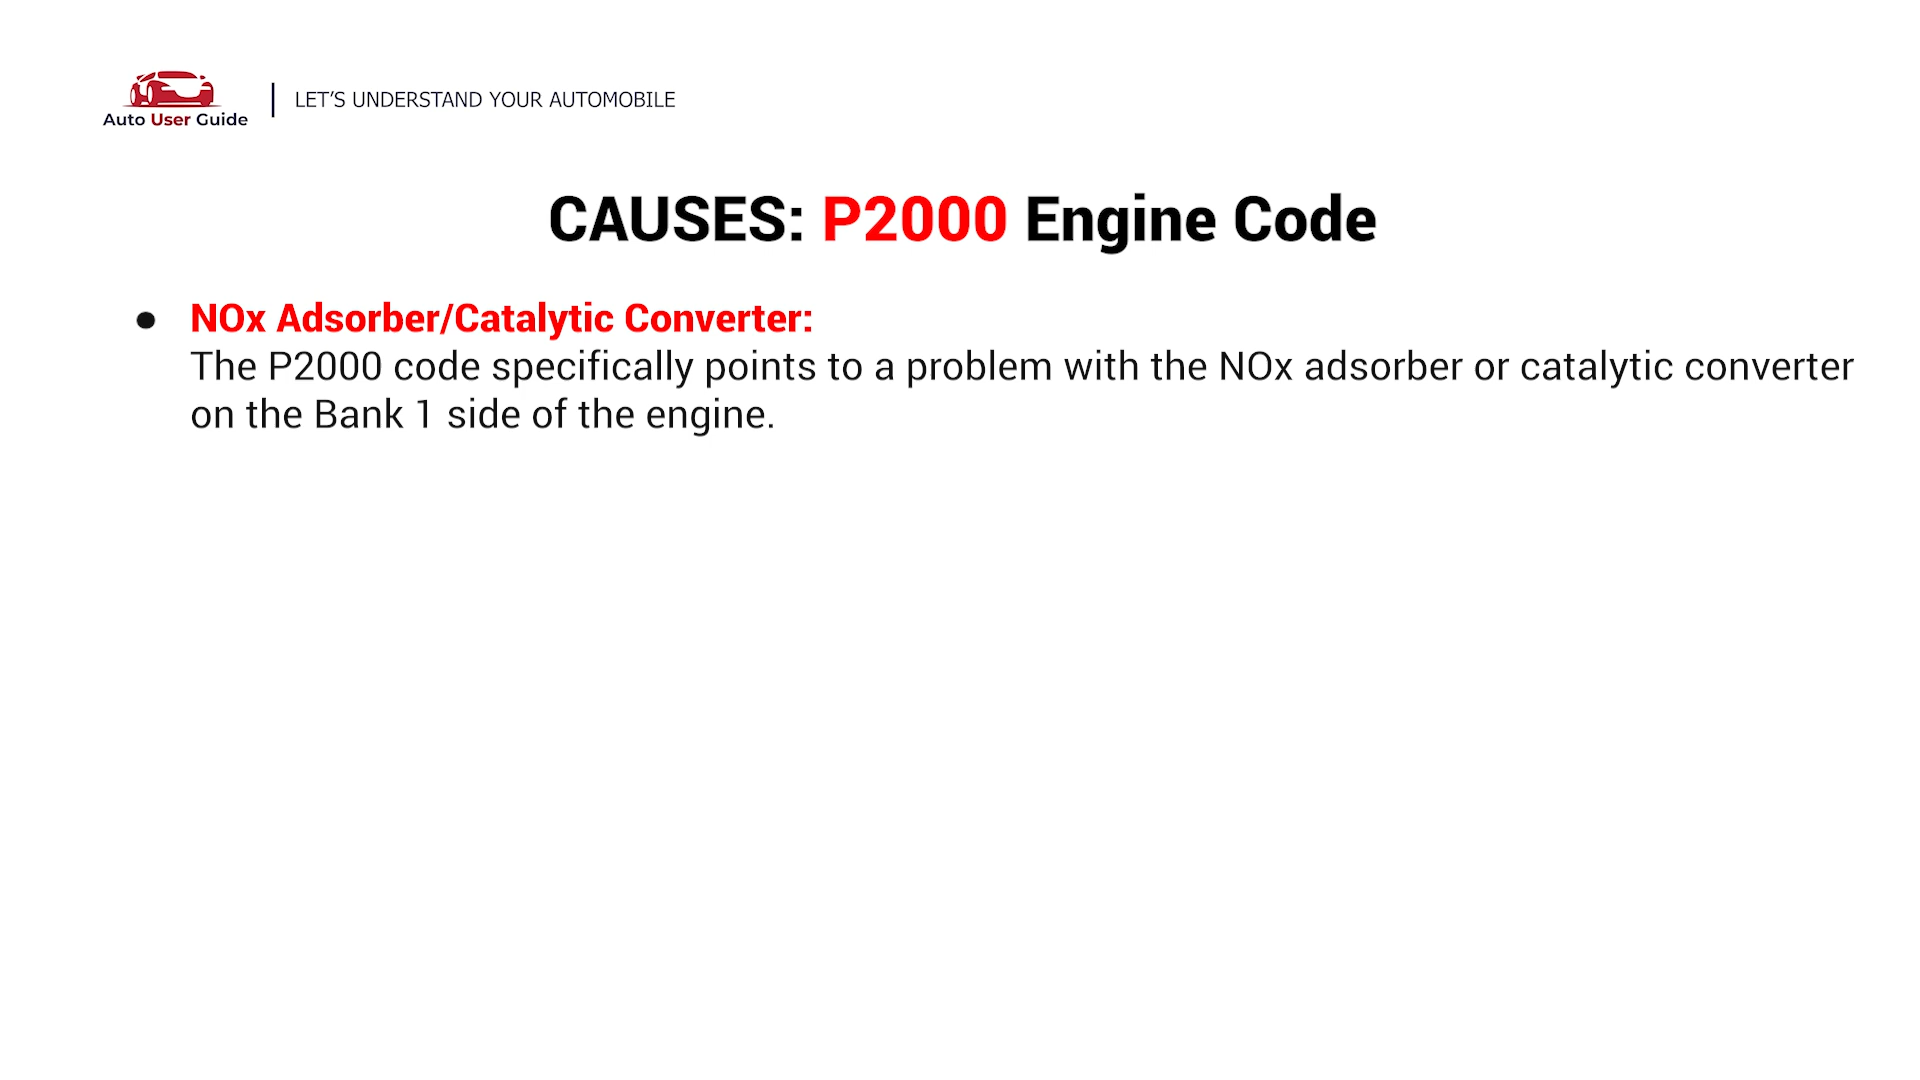 Auto User Guide
LET'S UNDERSTAND YOUR AUTOMOBILE
CAUSES: P2000 Engine Code
● NOx Adsorber/Catalytic Converter:
The P2000 code specifically points to a problem with the NOx adsorber or catalytic converter
on the Bank 1 side of the engine.